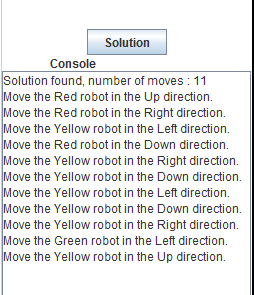 Solution
Console
Solution found, number of moves : 11
Move the Red robot in the Up direction.
Move the Red robot in the Right direction.
Move the Yellow robot in the Left direction.
Move the Red robot in the Down direction.
Move the Yellow robot in the Right direction.
Move the Yellow robot in the Down direction.
Move the Yellow robot in the Left direction.
Move the Yellow robot in the Down direction.
Move the Yellow robot in the Right direction.
Move the Green robot in the Left direction.
Move the Yellow robot in the Up direction.